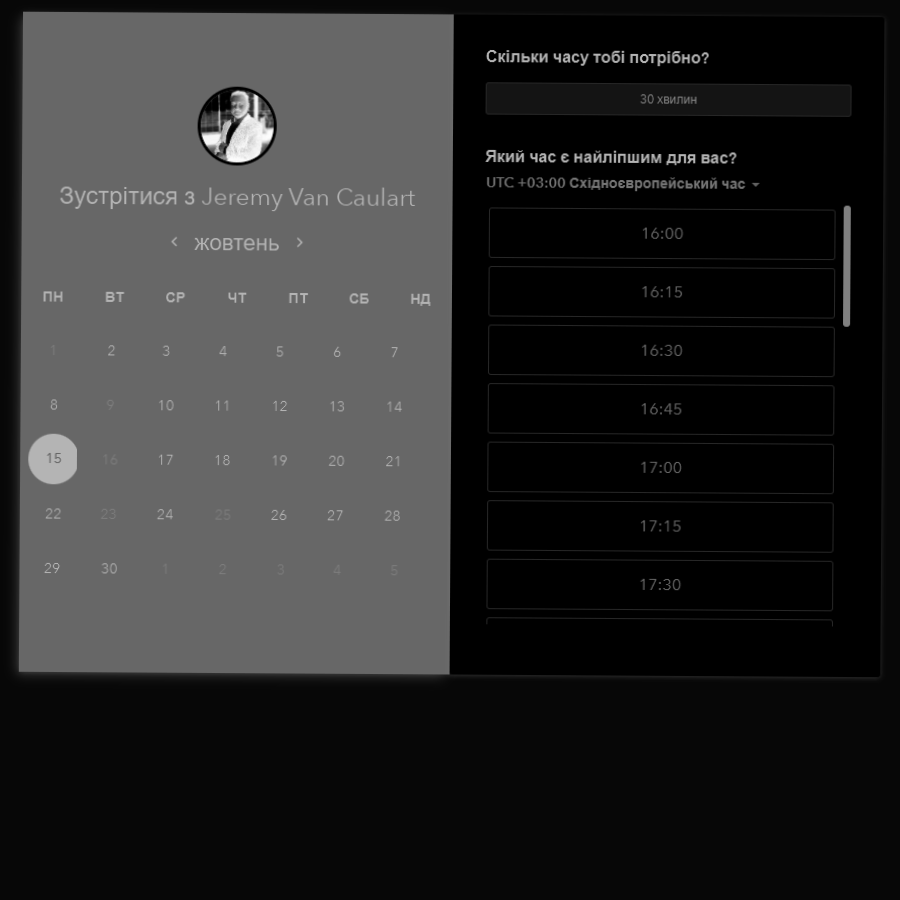 Зустрітися з Jeremy Van Caulart
жовтень
ПН ВТ СР ЧТ ПТ СБ НД
1 2 3 4 5 6 7
8 9 10 11 12 13 14
15 16 17 18 19 20 21
22 23 24 25 26 27 28
29 30 1 2 3 4 5
Скільки часу тобі потрібно?
30 хвилин
Який час є найліпшим для вас?
UTC +03:00 Східноєвропейський час
16:00
16:15
16:30
16:45
17:00
17:15
17:30